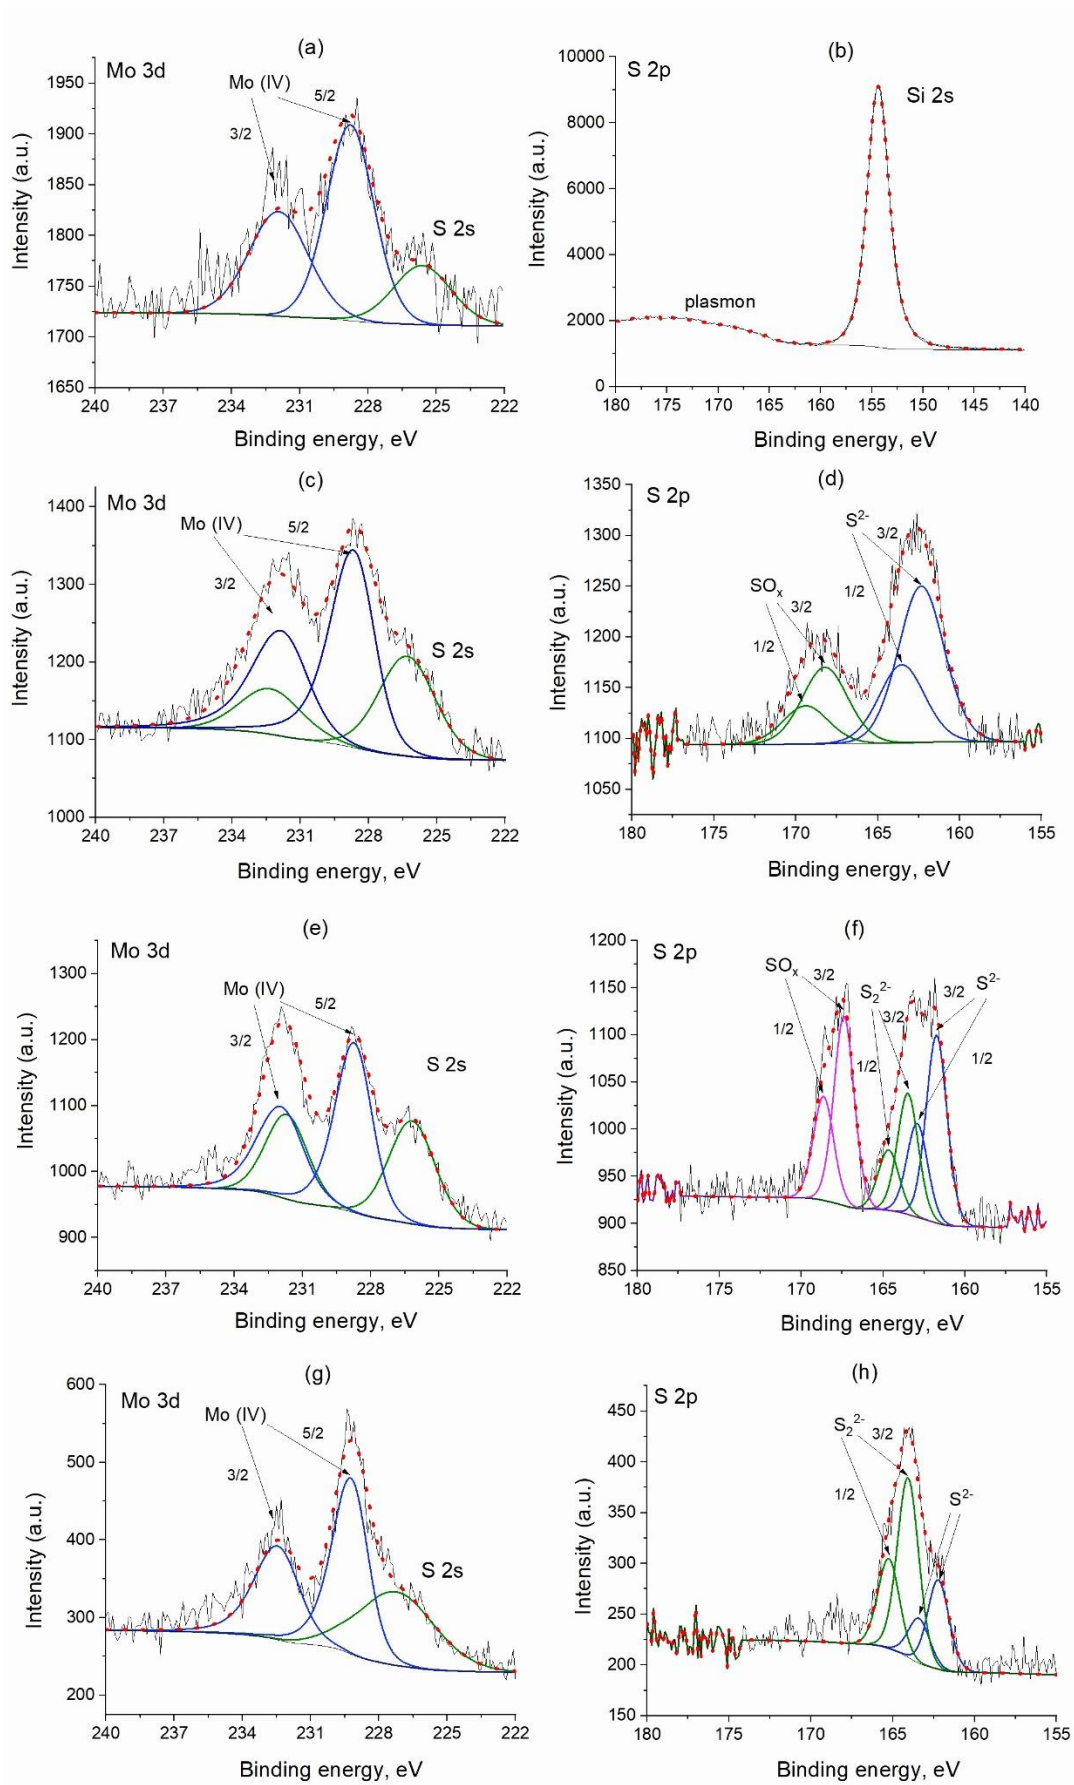 (a)
Mo 3d
Mo (IV)
5/2
3/2
S 2s
1950
1900
1850
1800
1750
1700
1650
240
237
234
231
228
225
222
Intensity (a.u.)
Binding energy, eV
(b)
S 2p
Si 2s
plasmon
10000
8000
6000
4000
2000
0
180
175
170
165
160
155
150
145
140
Intensity (a.u.)
Binding energy, eV
(c)
Mo 3d
Mo (IV)
5/2
3/2
S 2s
1400
1300
1200
1100
1000
240
237
234
231
228
225
222
Intensity (a.u.)
Binding energy, eV
(d)
S 2p
S²⁻
3/2
1/2
SOₓ
3/2
1/2
1350
1300
1250
1200
1150
1100
1050
180
175
170
165
160
155
Intensity (a.u.)
Binding energy, eV
(e)
Mo 3d
Mo (IV)
5/2
3/2
S 2s
1300
1200
1100
1000
900
240
237
234
231
228
225
222
Intensity (a.u.)
Binding energy, eV
(f)
S 2p
SOₓ
3/2
1/2
S₂²⁻
3/2
1/2
S²⁻
3/2
1/2
1200
1150
1100
1050
1000
950
900
850
180
175
170
165
160
155
Intensity (a.u.)
Binding energy, eV
(g)
Mo 3d
Mo (IV)
5/2
3/2
S 2s
600
500
400
300
200
240
237
234
231
228
225
222
Intensity (a.u.)
Binding energy, eV
(h)
S 2p
S₂²⁻
3/2
1/2
S²⁻
450
400
350
300
250
200
150
180
175
170
165
160
155
Intensity (a.u.)
Binding energy, eV